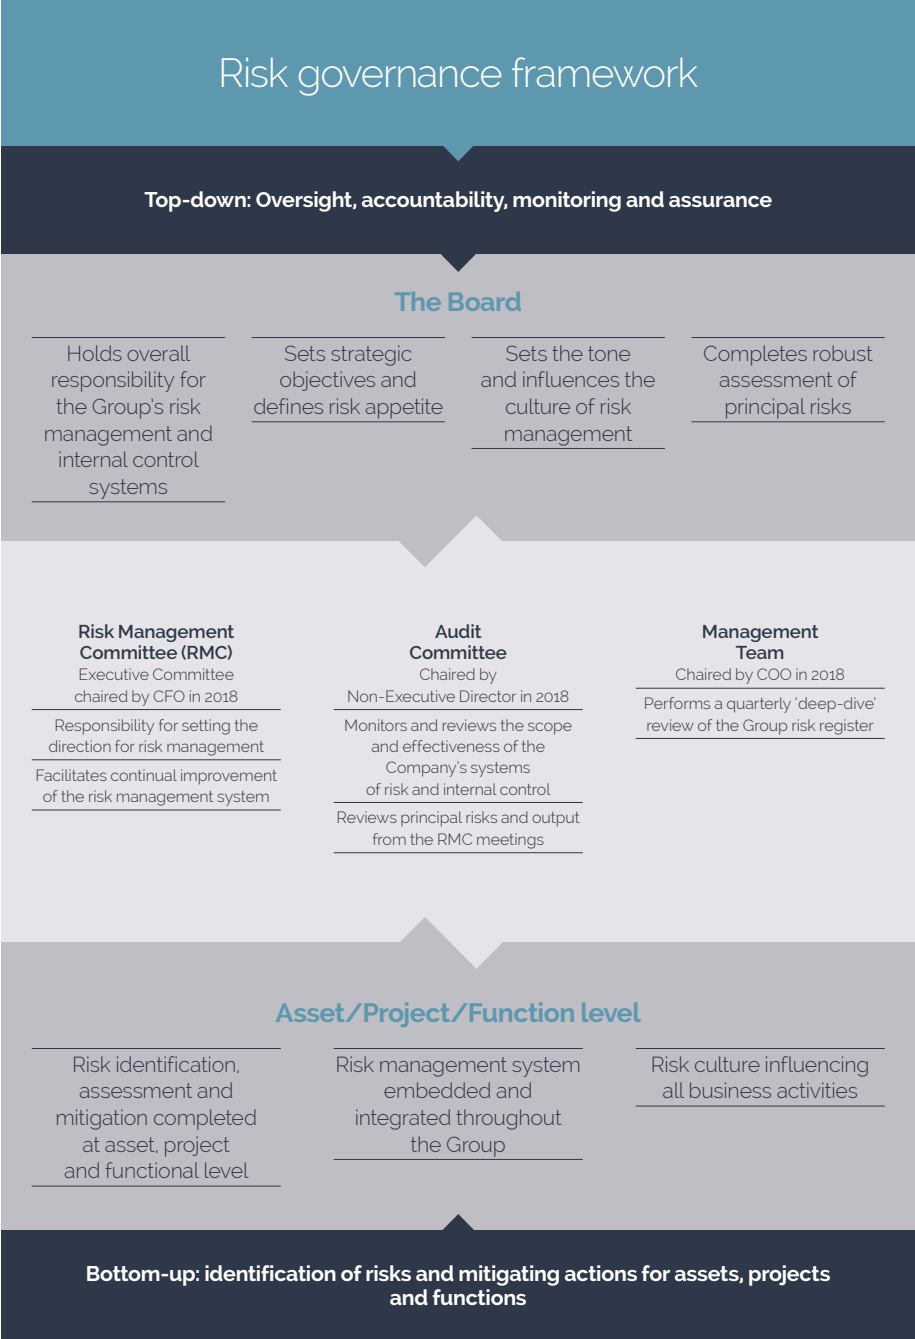 Risk governance framework
Top-down: Oversight, accountability, monitoring and assurance
The Board
Holds overall
responsibility for
the Group's risk
management and
internal control
systems
Sets strategic
objectives and
defines risk appetite
Sets the tone
and influences the
culture of risk
management
Completes robust
assessment of
principal risks
Risk Management
Committee (RMC)
Executive Committee
chaired by CFO in 2018
Responsibility for setting the
direction for risk management
Facilitates continual improvement
of the risk management system
Audit
Committee
Chaired by
Non-Executive Director in 2018
Monitors and reviews the scope
and effectiveness of the
Company's systems
of risk and internal control
Reviews principal risks and output
from the RMC meetings
Management
Team
Chaired by COO in 2018
Performs a quarterly 'deep-dive'
review of the Group risk register
Asset/Project/Function level
Risk identification,
assessment and
mitigation completed
at asset, project
and functional level
Risk management system
embedded and
integrated throughout
the Group
Risk culture influencing
all business activities
Bottom-up: identification of risks and mitigating actions for assets, projects
and functions